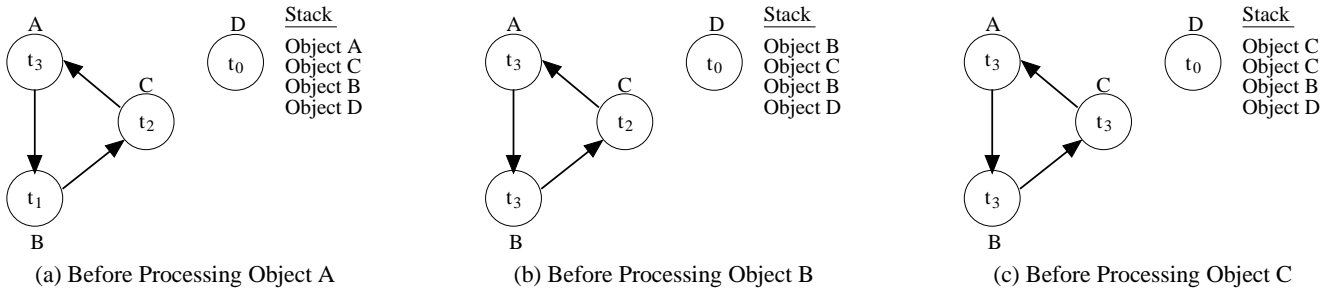 A
t3
B
t1
C
t2
D
t0
Stack
Object A
Object C
Object B
Object D
(a) Before Processing Object A
A
t3
B
t3
C
t2
D
t0
Stack
Object B
Object C
Object B
Object D
(b) Before Processing Object B
A
t3
B
t3
C
t3
D
t0
Stack
Object C
Object C
Object B
Object D
(c) Before Processing Object C